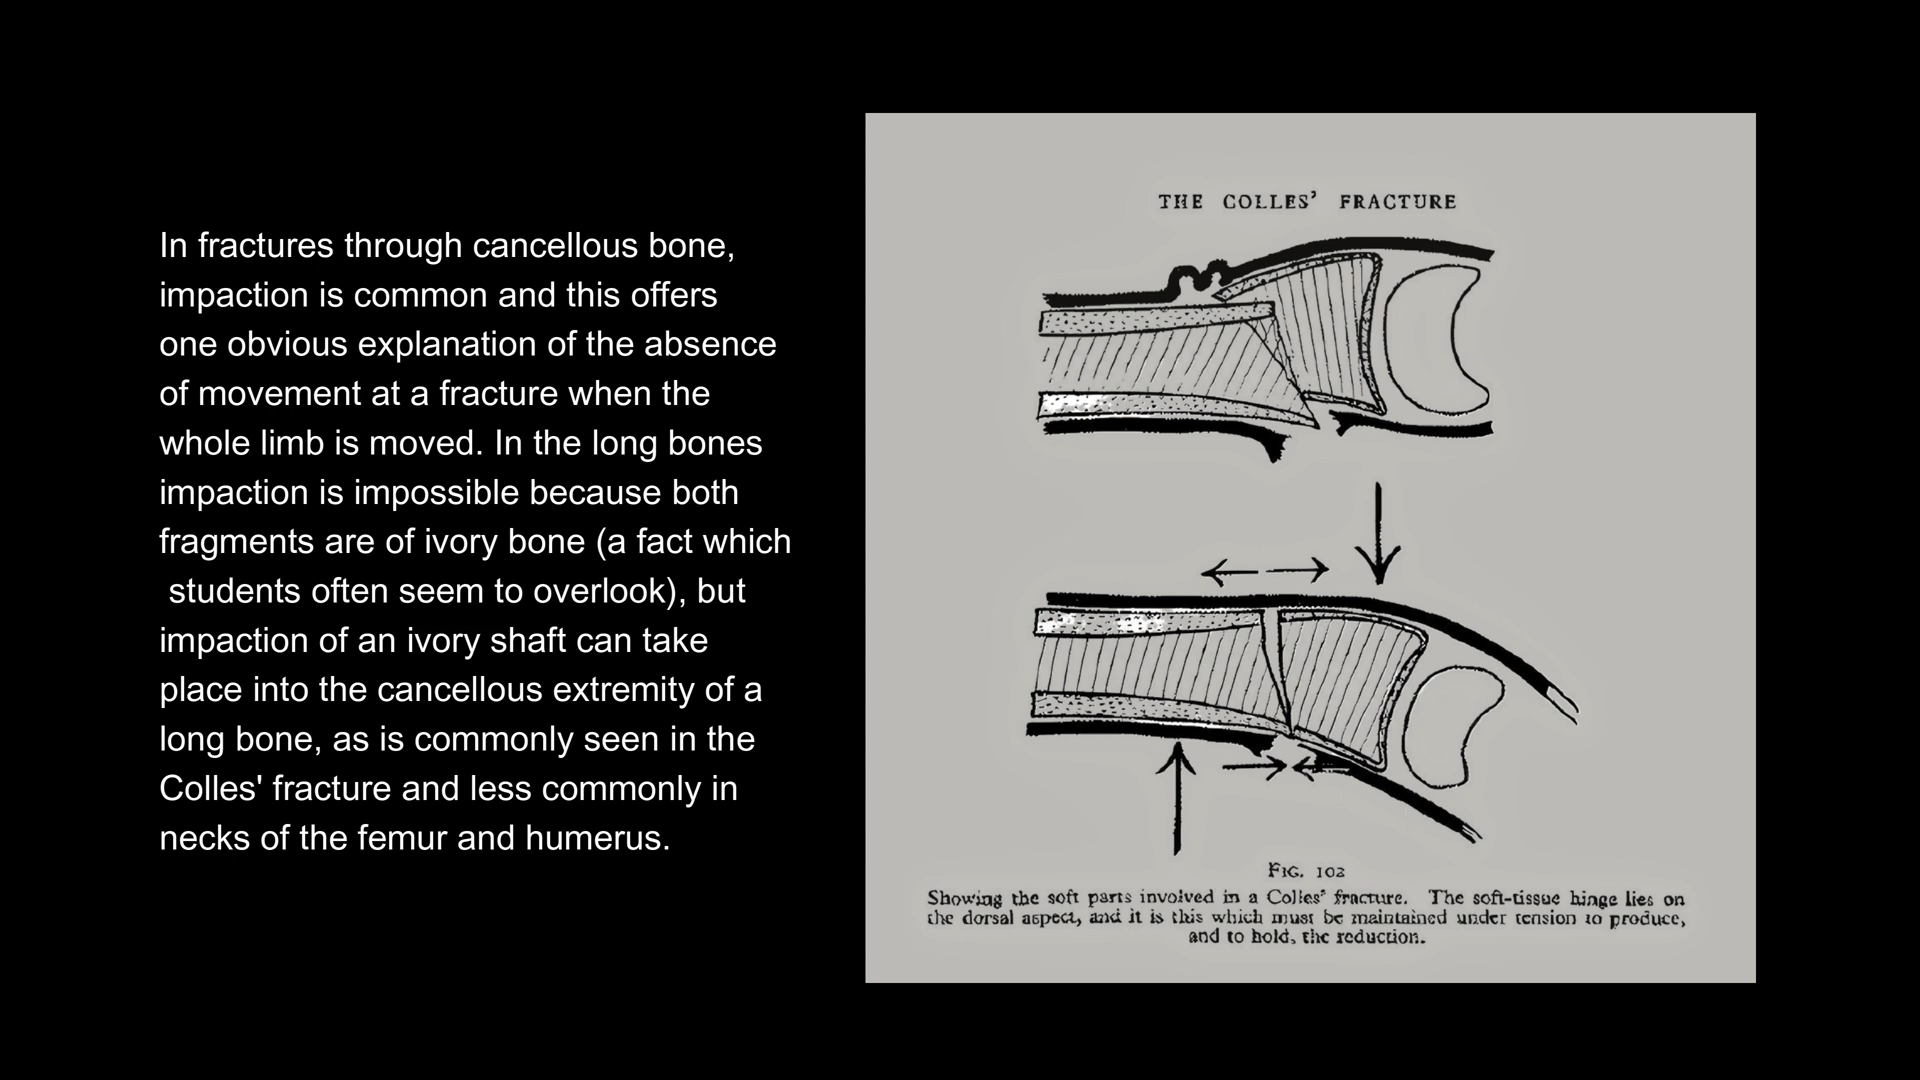 In fractures through cancellous bone,
impaction is common and this offers
one obvious explanation of the absence
of movement at a fracture when the
whole limb is moved. In the long bones
impaction is impossible because both
fragments are of ivory bone (a fact which
students often seem to overlook), but
impaction of an ivory shaft can take
place into the cancellous extremity of a
long bone, as is commonly seen in the
Colles' fracture and less commonly in
necks of the femur and humerus.
THE COLLES' FRACTURE
FIG. 102
Showing the soft parts involved in a Colles' fracture. The soft-tissue hinge lies on
the dorsal aspect, and it is this which must be maintained under tension to produce,
and to hold, the reduction.